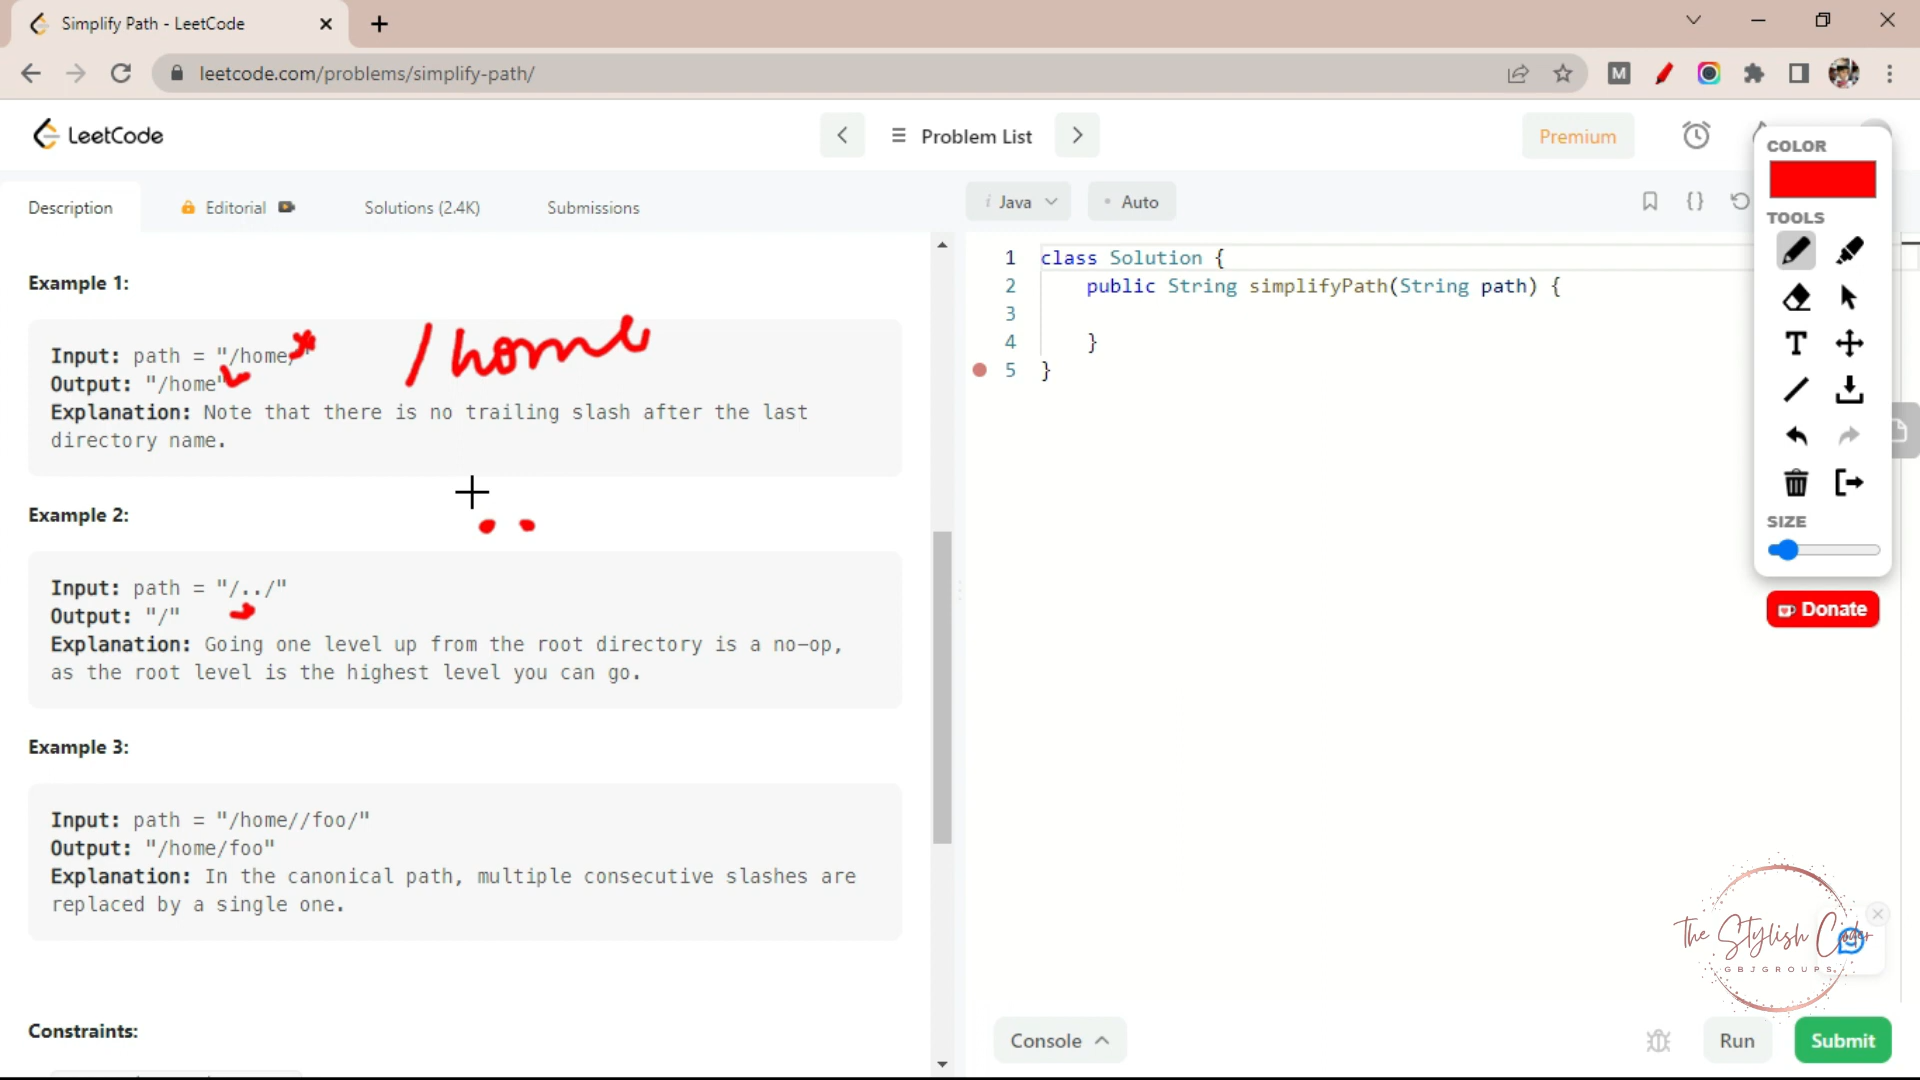 Simplify Path - LeetCode
leetcode.com/problems/simplify-path/
M
LeetCode
Problem List
Premium
Description
Editorial
Solutions (2.4K)
Submissions
Example 1:
Input: path = "/home/"
Output: "/home"
Explanation: Note that there is no trailing slash after the last
directory name.
/home
Example 2:
..
Input: path = "/../"
Output: "/"
Explanation: Going one level up from the root directory is a no-op,
as the root level is the highest level you can go.
Example 3:
Input: path = "/home//foo/"
Output: "/home/foo"
Explanation: In the canonical path, multiple consecutive slashes are
replaced by a single one.
Constraints:
i Java
Auto
{}
1 class Solution {
2 public String simplifyPath(String path) {
3
4 }
5 }
Console
Run
Submit
COLOR
TOOLS
T
SIZE
Donate
The Stylish Coder
GBJGROUPS